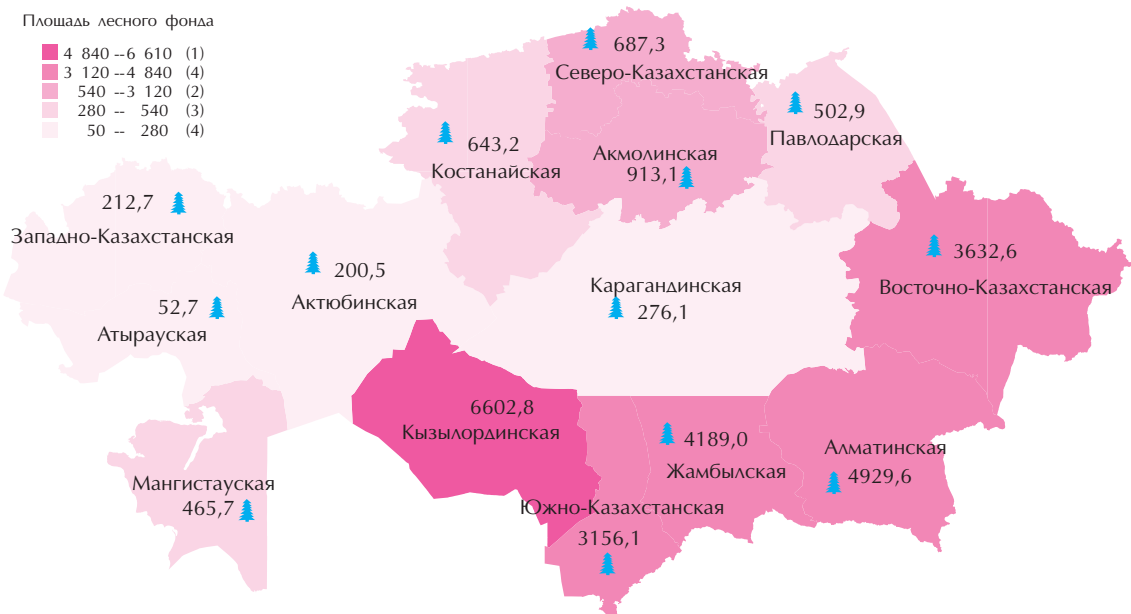 Площадь лесного фонда
4 840 --6 610 (1)
3 120 --4 840 (4)
540 --3 120 (2)
280 -- 540 (3)
50 -- 280 (4)
687,3
Северо-Казахстанская
502,9
Павлодарская
643,2
Костанайская
Акмолинская
913,1
212,7
Западно-Казахстанская
200,5
Актюбинская
52,7
Атырауская
Карагандинская
276,1
3632,6
Восточно-Казахстанская
6602,8
Кызылординская
4189,0
Жамбылская
Алматинская
4929,6
Мангистауская
465,7
Южно-Казахстанская
3156,1